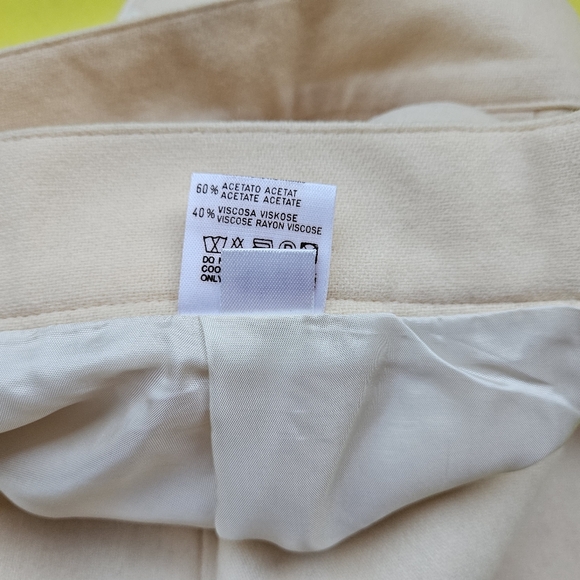 60% ACETATO ACETAT
ACETATE ACETATE
40% VISCOSA VISKOSE
VISCOSE RAYON VISCOSE
DO
COO
ONLY